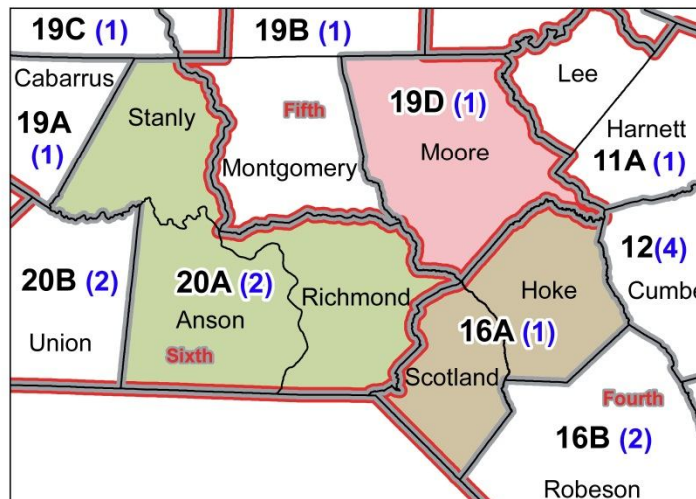 19C (1)
19B (1)
Cabarrus
Lee
Stanly
Fifth
19D (1)
19A
(1)
Harnett
Montgomery
Moore
11A (1)
20B (2)
20A (2)
Richmond
Hoke
12 (4)
Cumbe
Union
Anson
16A (1)
Sixth
Scotland
Fourth
16B (2)
Robeson